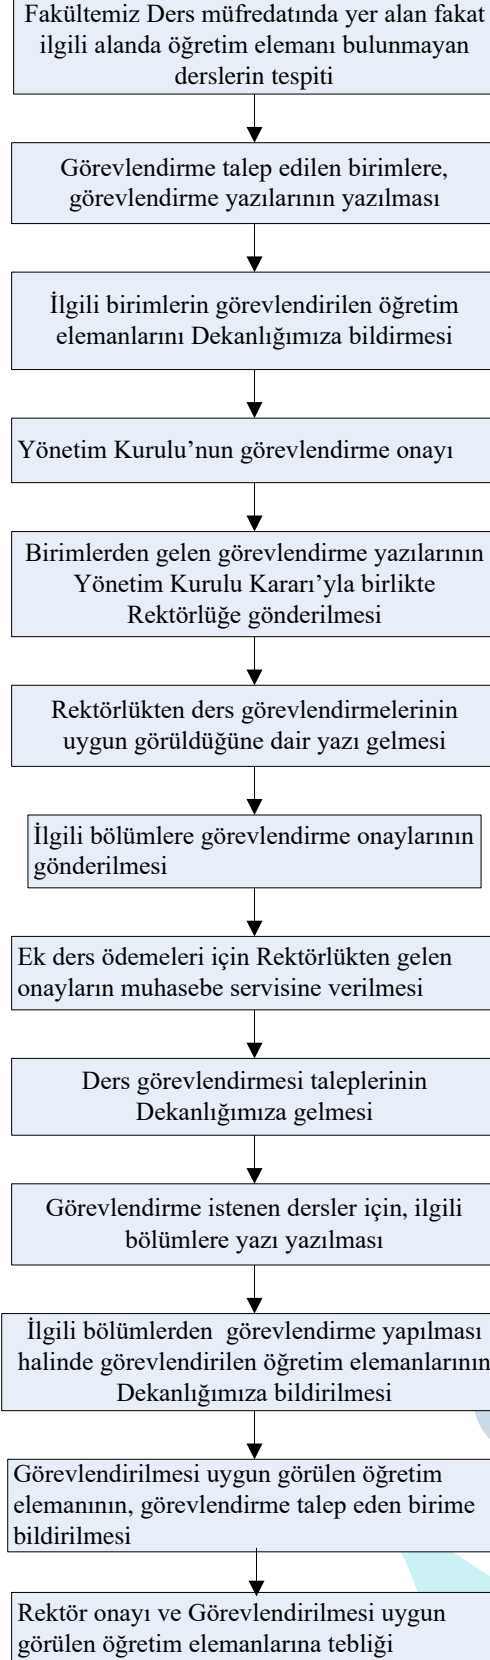 Fakültemiz Ders müfredatında yer alan fakat
ilgili alanda öğretim elemanı bulunmayan
derslerin tespiti
Görevlendirme talep edilen birimlere,
görevlendirme yazılarının yazılması
İlgili birimlerin görevlendirilen öğretim
elemanlarını Dekanlığımıza bildirmesi
Yönetim Kurulu’nun görevlendirme onayı
Birimlerden gelen görevlendirme yazılarının
Yönetim Kurulu Kararı’yla birlikte
Rektörlüğe gönderilmesi
Rektörlükten ders görevlendirmelerinin
uygun görüldüğüne dair yazı gelmesi
İlgili bölümlere görevlendirme onaylarının
gönderilmesi
Ek ders ödemeleri için Rektörlükten gelen
onayların muhasebe servisine verilmesi
Ders görevlendirmesi taleplerinin
Dekanlığımıza gelmesi
Görevlendirme istenen dersler için, ilgili
bölümlere yazı yazılması
İlgili bölümlerden görevlendirme yapılması
halinde görevlendirilen öğretim elemanlarının
Dekanlığımıza bildirilmesi
Görevlendirilmesi uygun görülen öğretim
elemanının, görevlendirme talep eden birime
bildirilmesi
Rektör onayı ve Görevlendirilmesi uygun
görülen öğretim elemanlarına tebliği